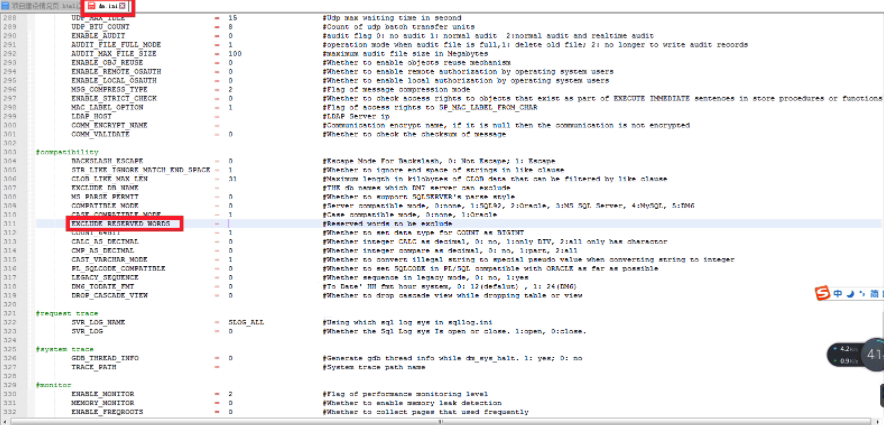 dm.ini
288 UDP_MAX_IDLE = 15 #Udp max waiting time in second
289 UDP_BTU_COUNT = 8 #Count of udp batch transfer units
290 ENABLE_AUDIT = 0 #audit flag 0: no audit 1: normal audit 2:normal audit and realtime audit
291 AUDIT_FILE_FULL_MODE = 1 #operation mode when audit file is full,1: delete old file; 2: no longer to write audit records
292 AUDIT_MAX_FILE_SIZE = 100 #maximum audit file size in Megabytes
293 ENABLE_OBJ_REUSE = 0 #Whether to enable objects reuse mechanism
294 ENABLE_REMOTE_OSAUTH = 0 #Whether to enable remote authorization by operating system users
295 ENABLE_LOCAL_OSAUTH = 0 #Whether to enable local authorization by operating system users
296 MSG_COMPRESS_TYPE = 2 #Flag of message compression mode
297 ENABLE_STRICT_CHECK = 0 #Whether to check access rights to objects that exist as part of EXECUTE IMMEDIATE sentences in store procedures or functions
298 MAC_LABEL_OPTION = 1 #Flag of access rights to SP_MAC_LABEL_FROM_CHAR
299 LDAP_HOST = #LDAP Server ip
300 COMM_ENCRYPT_NAME = #Communication encrypt name, if it is null then the communication is not encrypted
301 COMM_VALIDATE = 0 #Whether to check the checksum of message
302
303 #compatibility
304 BACKSLASH_ESCAPE = 0 #Escape Mode For Backslash, 0: Not Escape; 1: Escape
305 STR_LIKE_IGNORE_MATCH_END_SPACE = 1 #Whether to ignore end space of strings in like clause
306 CLOB_LIKE_MAX_LEN = 31 #Maximum length in kilobytes of CLOB data that can be filtered by like clause
307 EXCLUDE_DB_NAME = #THE db names which DM7 server can exclude
308 MS_PARSE_PERMIT = 0 #Whether to support SQLSERVER's parse style
309 COMPATIBLE_MODE = 0 #Server compatible mode, 0:none, 1:SQL92, 2:Oracle, 3:MS SQL Server, 4:MySQL, 5:DM6
310 CASE_COMPATIBLE_MODE = 1 #Case compatible mode, 0:none, 1:Oracle
311 EXCLUDE_RESERVED_WORDS = #Reserved words to be exclude
312 COUNT_64BIT = 1 #Whether to set data type for COUNT as BIGINT
313 CALC_AS_DECIMAL = 0 #Whether integer CALC as decimal, 0: no, 1:only DIV, 2:all only has charactor
314 CMP_AS_DECIMAL = 0 #Whether integer compare as decimal, 0: no, 1:part, 2:all
315 CAST_VARCHAR_MODE = 1 #Whether to convert illegal string to special pseudo value when converting string to integer
316 PL_SQLCODE_COMPATIBLE = 0 #Whether to set SQLCODE in PL/SQL compatible with ORACLE as far as possible
317 LEGACY_SEQUENCE = 0 #Whether sequence in legacy mode, 0: no, 1:yes
318 DM6_TODATE_FMT = 0 #To Date' HH fmt hour system, 0: 12(defalut) , 1: 24(DM6)
319 DROP_CASCADE_VIEW = 0 #Whether to drop cascade view while dropping table or view
320
321 #request trace
322 SVR_LOG_NAME = SLOG_ALL #Using which sql log sys in sqllog.ini
323 SVR_LOG = 0 #Whether the Sql Log sys Is open or close. 1:open, 0:close.
324
325 #system trace
326 GDB_THREAD_INFO = 0 #Generate gdb thread info while dm_sys_halt. 1: yes; 0: no
327 TRACE_PATH = #System trace path name
328
329 #monitor
330 ENABLE_MONITOR = 2 #Flag of performance monitoring level
331 MEMORY_MONITOR = 0 #Whether to enable memory leak detection
332 ENABLE_FREQROOTS = 0 #Whether to collect pages that used frequently
中
简